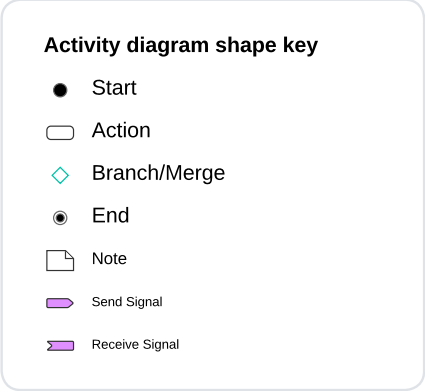 Activity diagram shape key
Start
Action
Branch/Merge
End
Note
Send Signal
Receive Signal